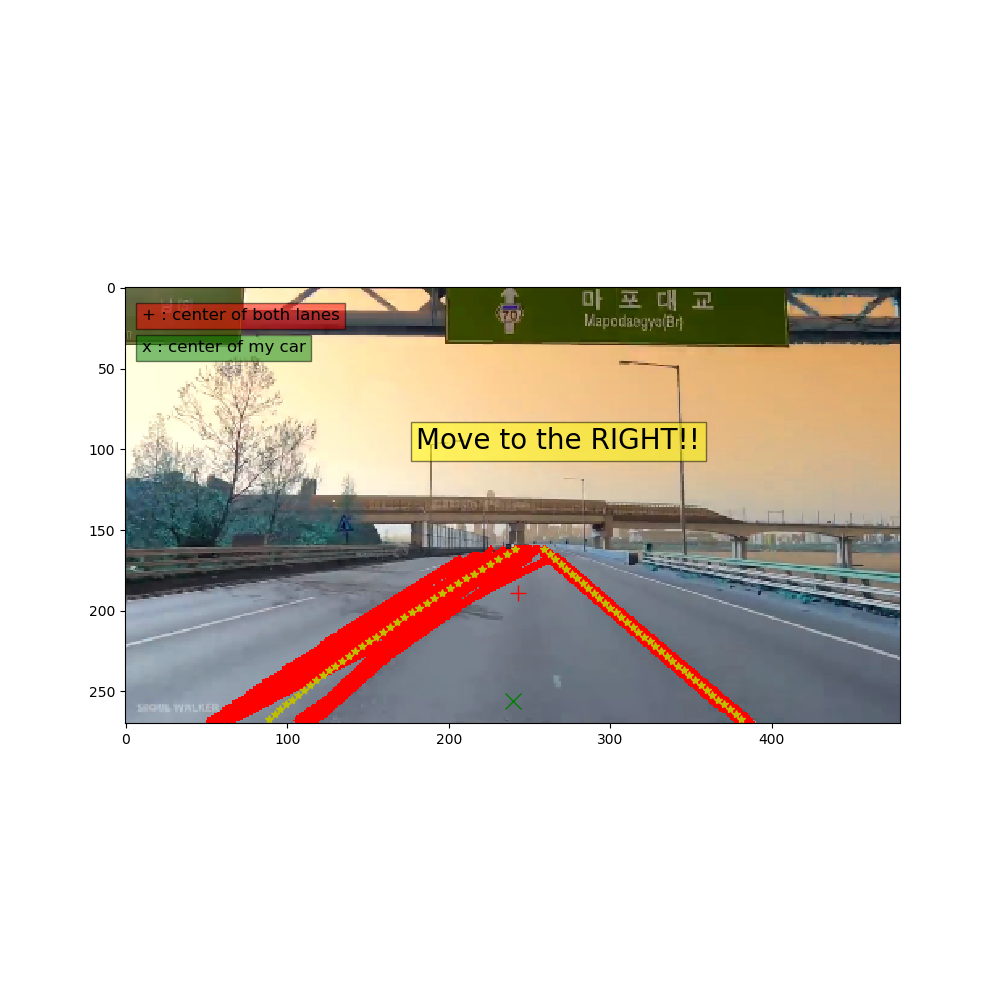 0
50
100
150
200
250
0
100
200
300
400
+ : center of both lanes
x : center of my car
70
마 포 대 교
Mapodaegyo(Br)
Move to the RIGHT!!
SEOUL WALKER